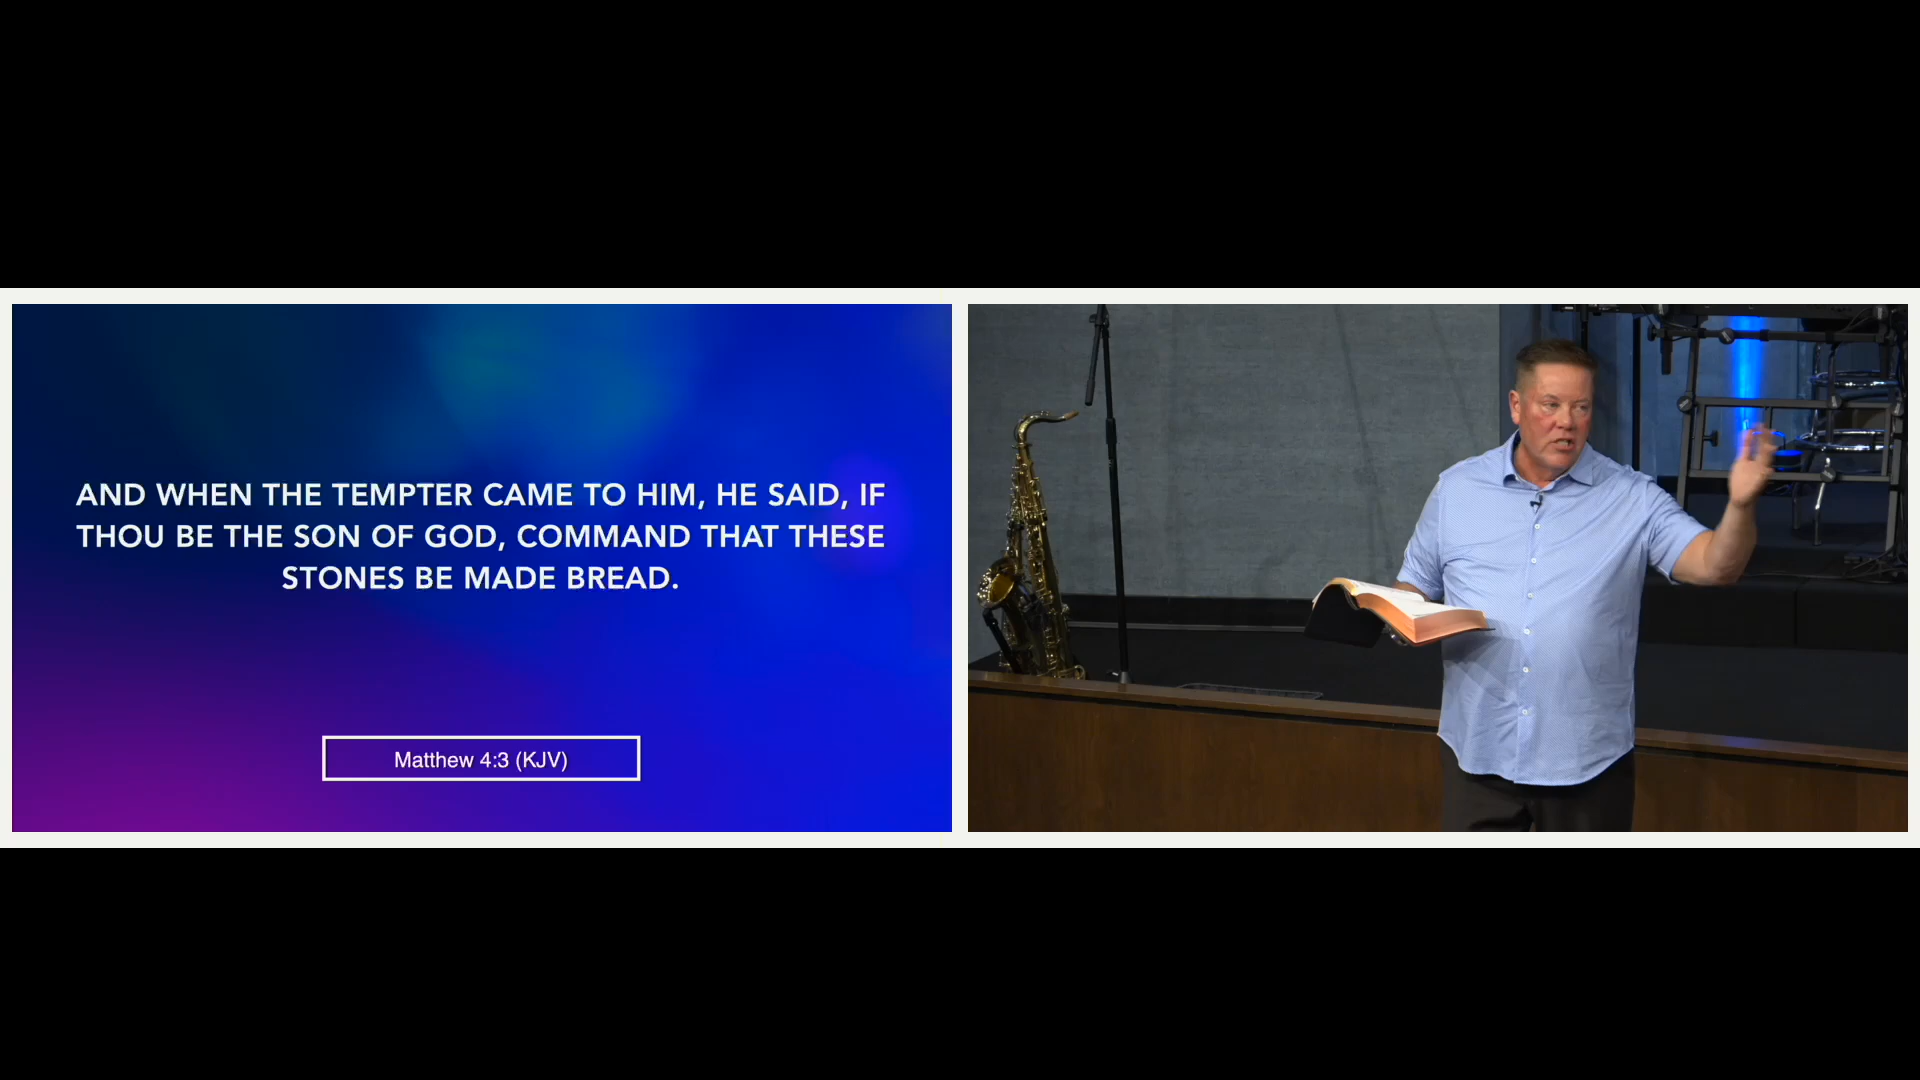 AND WHEN THE TEMPTER CAME TO HIM, HE SAID, IF
THOU BE THE SON OF GOD, COMMAND THAT THESE
STONES BE MADE BREAD.
Matthew 4:3 (KJV)